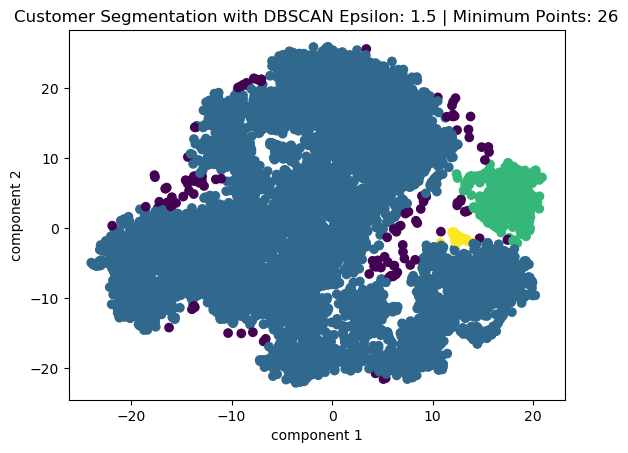 Customer Segmentation with DBSCAN Epsilon: 1.5 | Minimum Points: 26
20
10
0
−10
−20
component 2
−20 −10 0 10 20
component 1